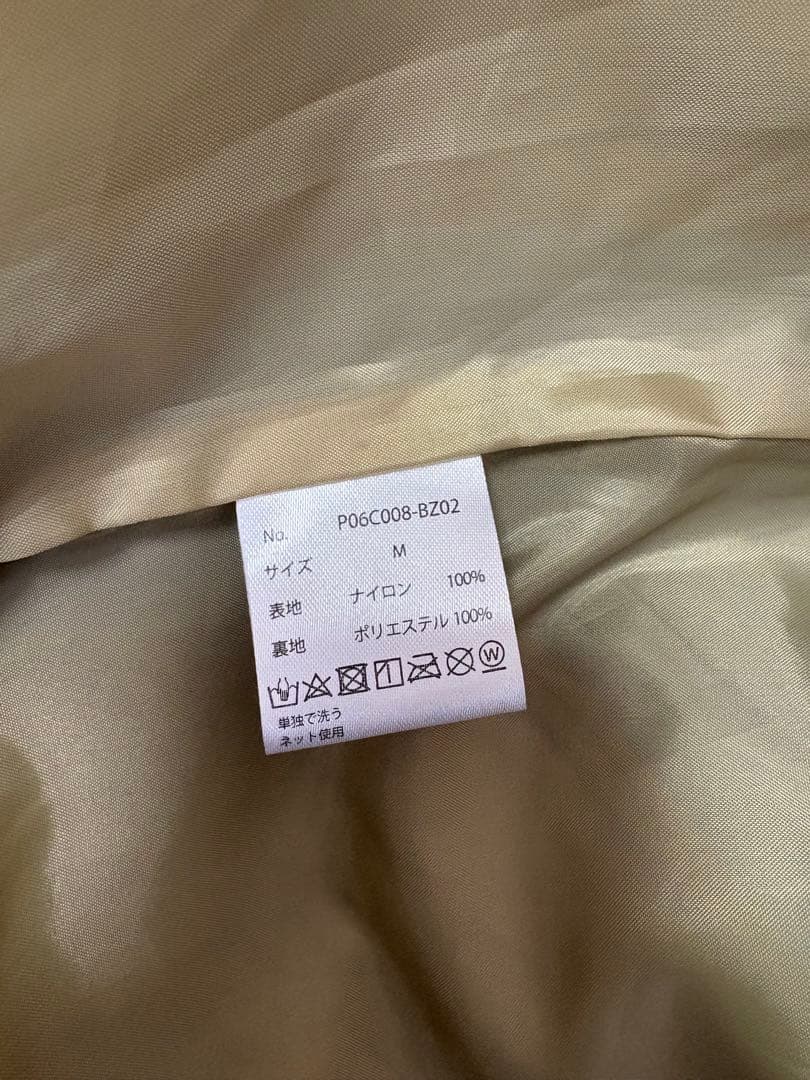 No. P06C008-BZ02
サイズ M
表地 ナイロン 100%
裏地 ポリエステル 100%
W
単独で洗う
ネット使用